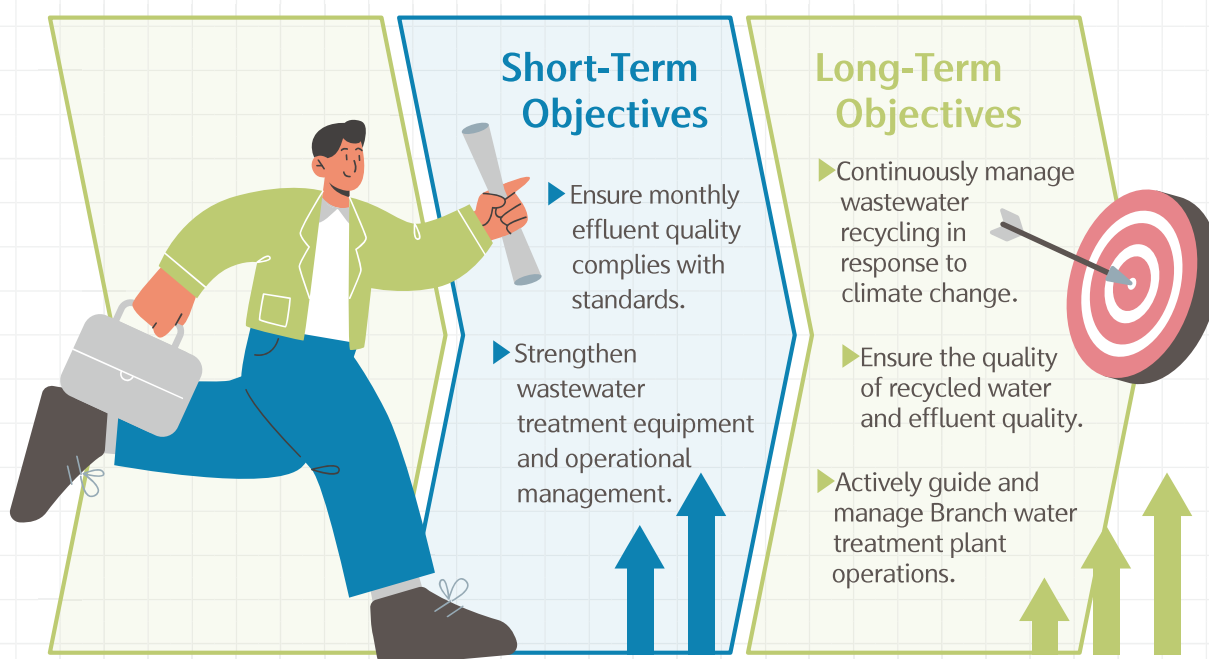 Short-Term
Objectives
Ensure monthly
effluent quality
complies with
standards.
Strengthen
wastewater
treatment equipment
and operational
management.
Long-Term
Objectives
Continuously manage
wastewater
recycling in
response to
climate change.
Ensure the quality
of recycled water
and effluent quality.
Actively guide and
manage Branch water
treatment plant
operations.